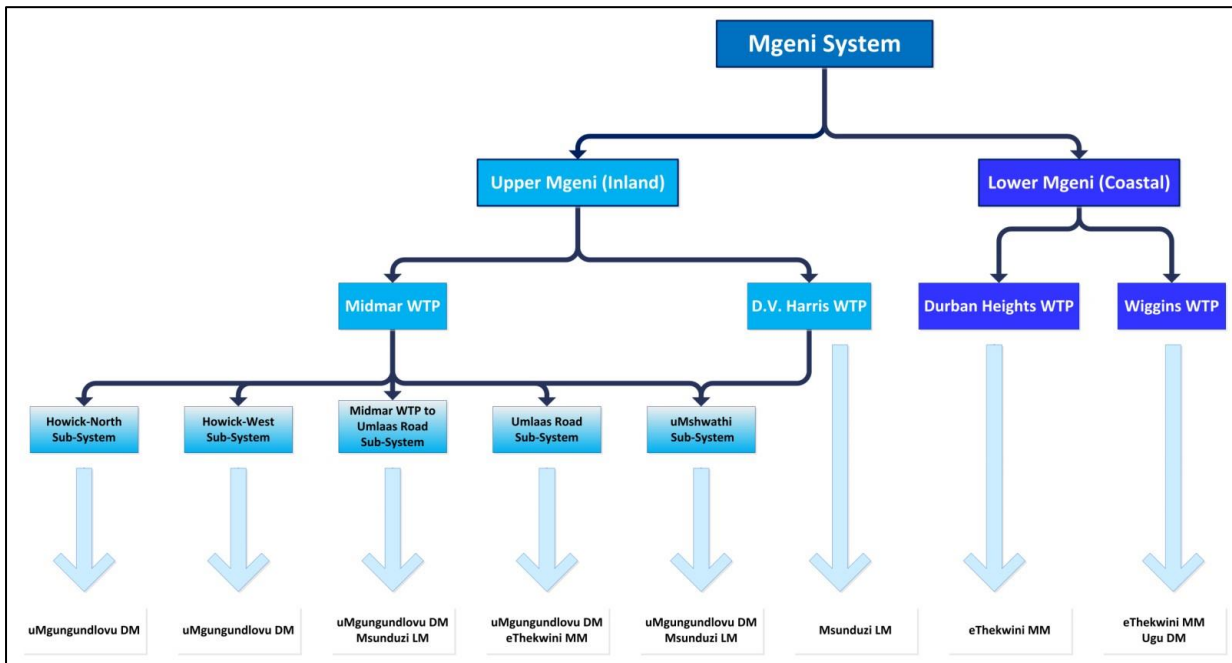 Mgeni System
Upper Mgeni (Inland)
Lower Mgeni (Coastal)
Midmar WTP
D.V. Harris WTP
Durban Heights WTP
Wiggins WTP
Howick-North
Sub-System
Howick-West
Sub-System
Midmar WTP to
Umlaas Road
Sub-System
Umlaas Road
Sub-System
uMshwathi
Sub-System
uMgungundlovu DM
uMgungundlovu DM
uMgungundlovu DM
Msunduzi LM
uMgungundlovu DM
eThekwini MM
uMgungundlovu DM
Msunduzi LM
Msunduzi LM
eThekwini MM
eThekwini MM
Ugu DM